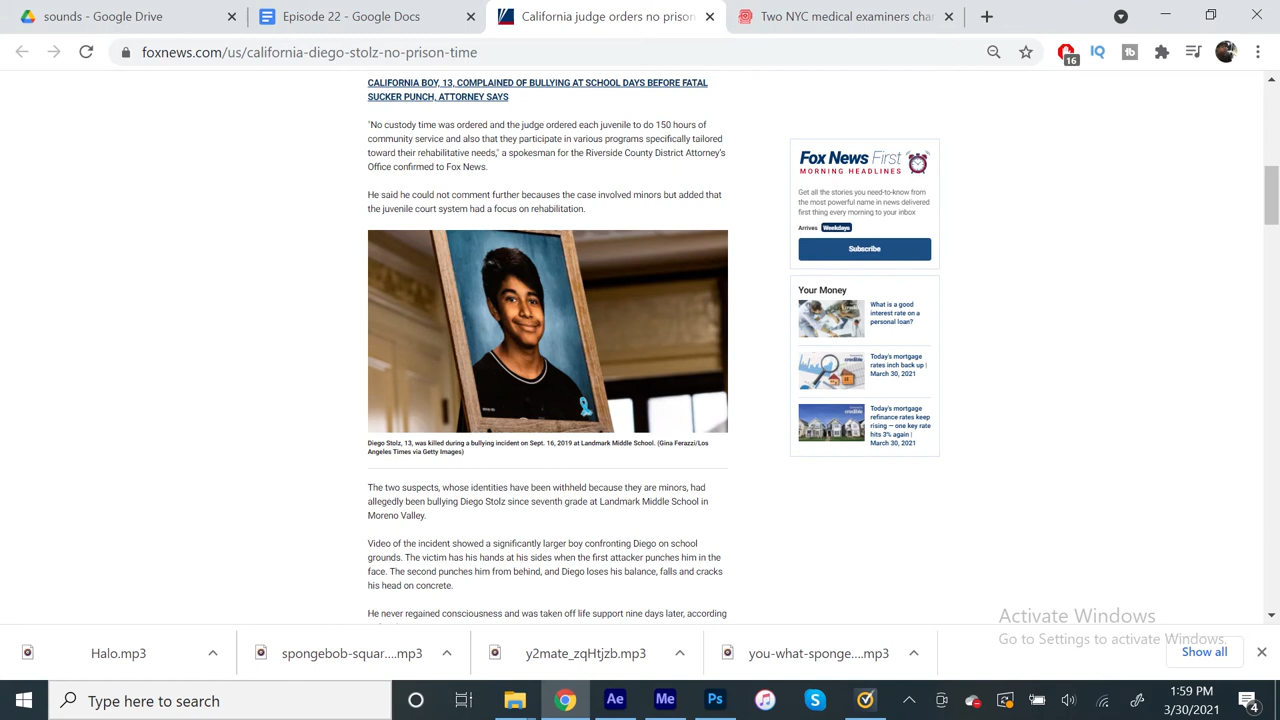 sounds - Google Drive
Episode 22 - Google Docs
California judge orders no prison
Two NYC medical examiners cha
foxnews.com/us/california-diego-stolz-no-prison-time
16
IQ
tb
CALIFORNIA BOY, 13, COMPLAINED OF BULLYING AT SCHOOL DAYS BEFORE FATAL
SUCKER PUNCH, ATTORNEY SAYS
"No custody time was ordered and the judge ordered each juvenile to do 150 hours of
community service and also that they participate in various programs specifically tailored
toward their rehabilitative needs," a spokesman for the Riverside County District Attorney's
Office confirmed to Fox News.
He said he could not comment further becauses the case involved minors but added that
the juvenile court system had a focus on rehabilitation.
Diego Stolz, 13, was killed during a bullying incident on Sept. 16, 2019 at Landmark Middle School. (Gina Ferazzi/Los
Angeles Times via Getty Images)
The two suspects, whose identities have been withheld because they are minors, had
allegedly been bullying Diego Stolz since seventh grade at Landmark Middle School in
Moreno Valley.
Video of the incident showed a significantly larger boy confronting Diego on school
grounds. The victim has his hands at his sides when the first attacker punches him in the
face. The second punches him from behind, and Diego loses his balance, falls and cracks
his head on concrete.
He never regained consciousness and was taken off life support nine days later, according
Fox News First
MORNING HEADLINES
Get all the stories you need-to-know from
the most powerful name in news delivered
first thing every morning to your inbox
Arrives Weekdays
Subscribe
Your Money
What is a good
interest rate on a
personal loan?
Today's mortgage
rates inch back up |
March 30, 2021
credible
Today's mortgage
refinance rates keep
rising — one key rate
hits 3% again |
March 30, 2021
credible
Activate Windows
Go to Settings to activate Windows.
Halo.mp3
spongebob-squar....mp3
y2mate_zqHtjzb.mp3
you-what-sponge....mp3
Show all
Type here to search
Ae
Me
Ps
1:59 PM
3/30/2021
4